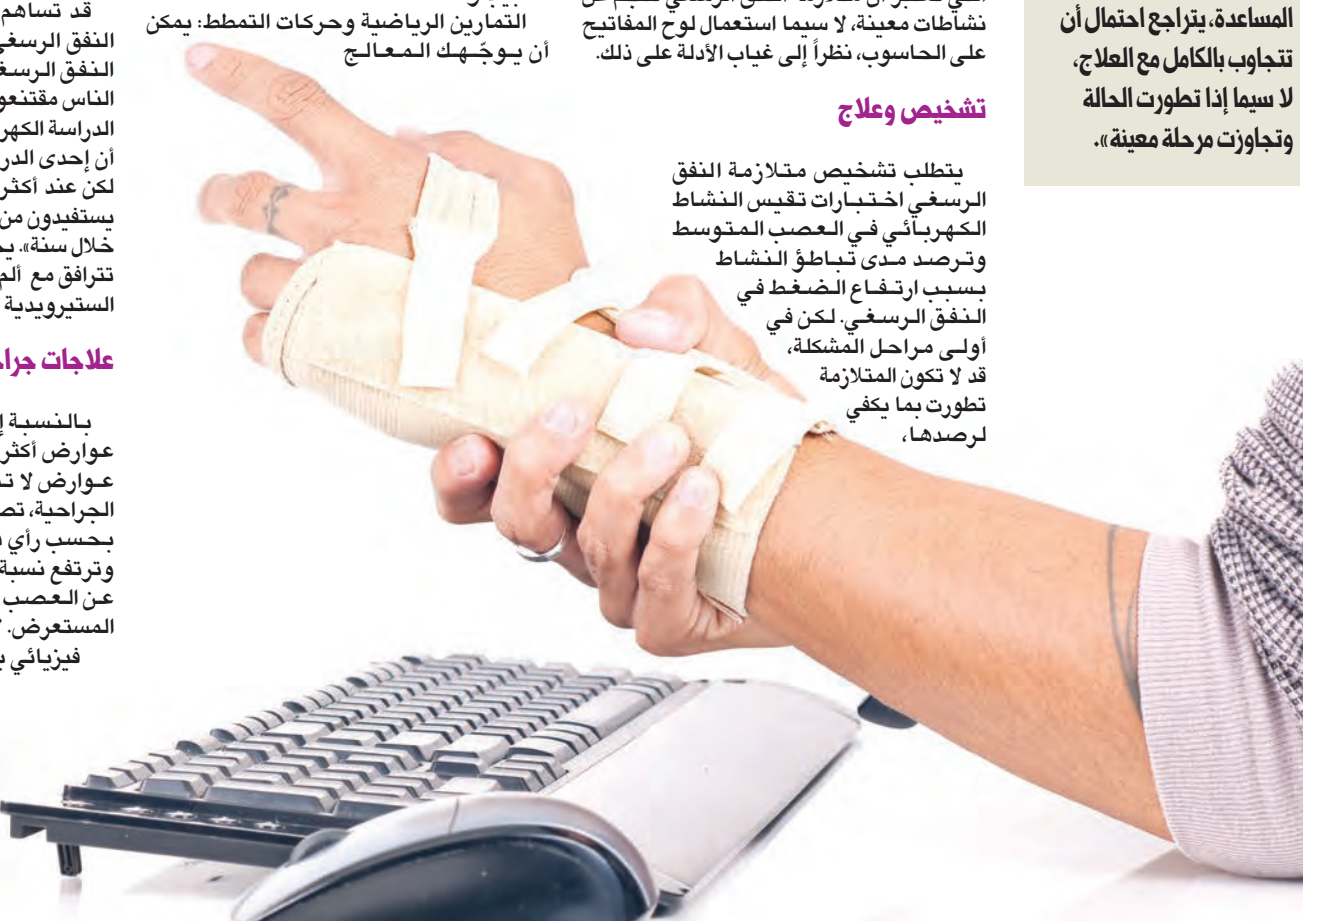 المساعدة، يتراجع احتمال أن
تتجاوب بالكامل مع العلاج،
لا سيما إذا تطورت الحالة
وتجاوزت مرحلة معينة».
نشاطات معينة، لا سيما استعمال لوح المفاتيح
على الحاسوب، نظراً إلى غياب الأدلة على ذلك.
تشخيص وعلاج
يتطلب تشخيص متلازمة النفق
الرسغي اختبارات تقيس النشاط
الكهربائي في العصب المتوسط
وترصد مدى تباطؤ النشاط
بسبب ارتفاع الضغط في
النفق الرسغي. لكن في
أولى مراحل المشكلة،
قد لا تكون المتلازمة
تطورت بما يكفي
لرصدها،
التمارين الرياضية وحركات التمطط: يمكن
أن يوجّهك المعالج
قد تساهم
النفق الرسغي
النفق الرسغ
الناس مقتنعو
الدراسة الكهر
أن إحدى الدر
لكن عند أكثر
يستفيدون من
خلال سنة». يح
تترافق مع ألم
الستيرويدية
علاجات جرا
بالنسبة إ
عوارض أكثر
عوارض لا ت
الجراحية، تص
بحسب رأي
وترتفع نسبة
عن العصب
المستعرض.
فيزيائي ب